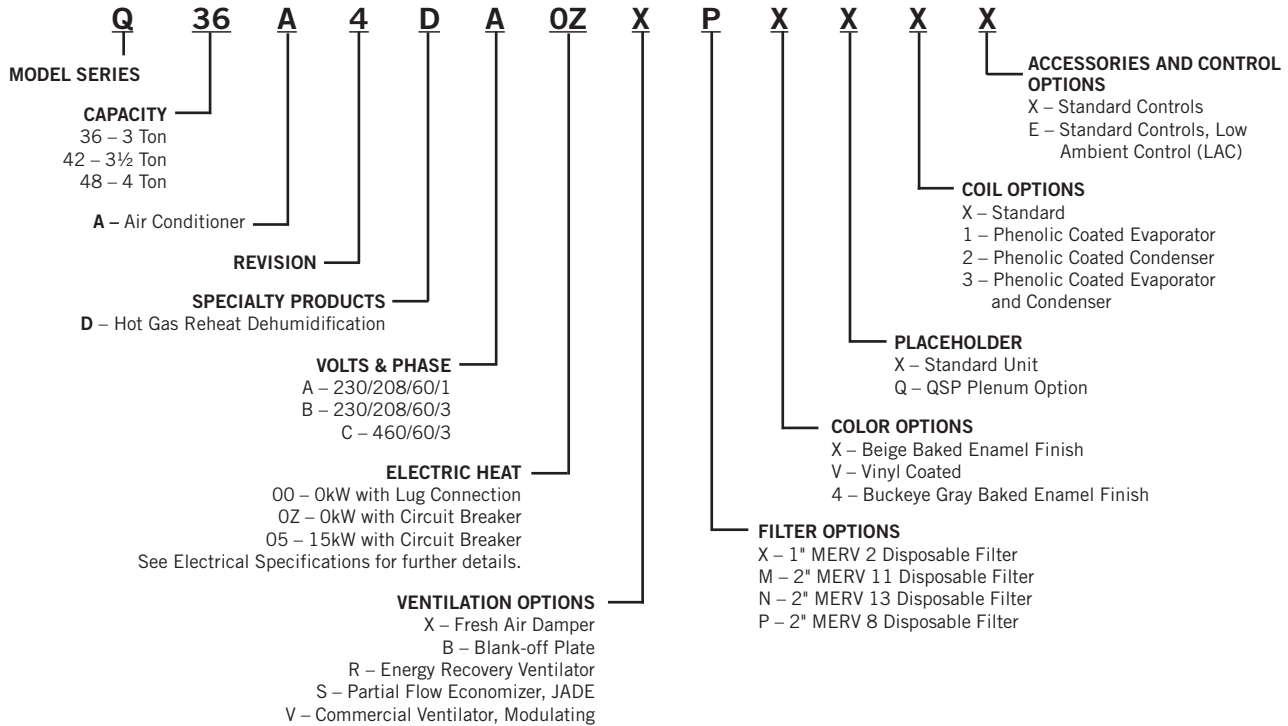 Q 36 A 4 D A 0Z X P X X X X
MODEL SERIES
CAPACITY
36 – 3 Ton
42 – 3½ Ton
48 – 4 Ton
A – Air Conditioner
REVISION
SPECIALTY PRODUCTS
D – Hot Gas Reheat Dehumidification
VOLTS & PHASE
A – 230/208/60/1
B – 230/208/60/3
C – 460/60/3
ELECTRIC HEAT
00 – 0kW with Lug Connection
0Z – 0kW with Circuit Breaker
05 – 15kW with Circuit Breaker
See Electrical Specifications for further details.
VENTILATION OPTIONS
X – Fresh Air Damper
B – Blank-off Plate
R – Energy Recovery Ventilator
S – Partial Flow Economizer, JADE
V – Commercial Ventilator, Modulating
ACCESSORIES AND CONTROL
OPTIONS
X – Standard Controls
E – Standard Controls, Low
Ambient Control (LAC)
COIL OPTIONS
X – Standard
1 – Phenolic Coated Evaporator
2 – Phenolic Coated Condenser
3 – Phenolic Coated Evaporator
and Condenser
PLACEHOLDER
X – Standard Unit
Q – QSP Plenum Option
COLOR OPTIONS
X – Beige Baked Enamel Finish
V – Vinyl Coated
4 – Buckeye Gray Baked Enamel Finish
FILTER OPTIONS
X – 1" MERV 2 Disposable Filter
M – 2" MERV 11 Disposable Filter
N – 2" MERV 13 Disposable Filter
P – 2" MERV 8 Disposable Filter